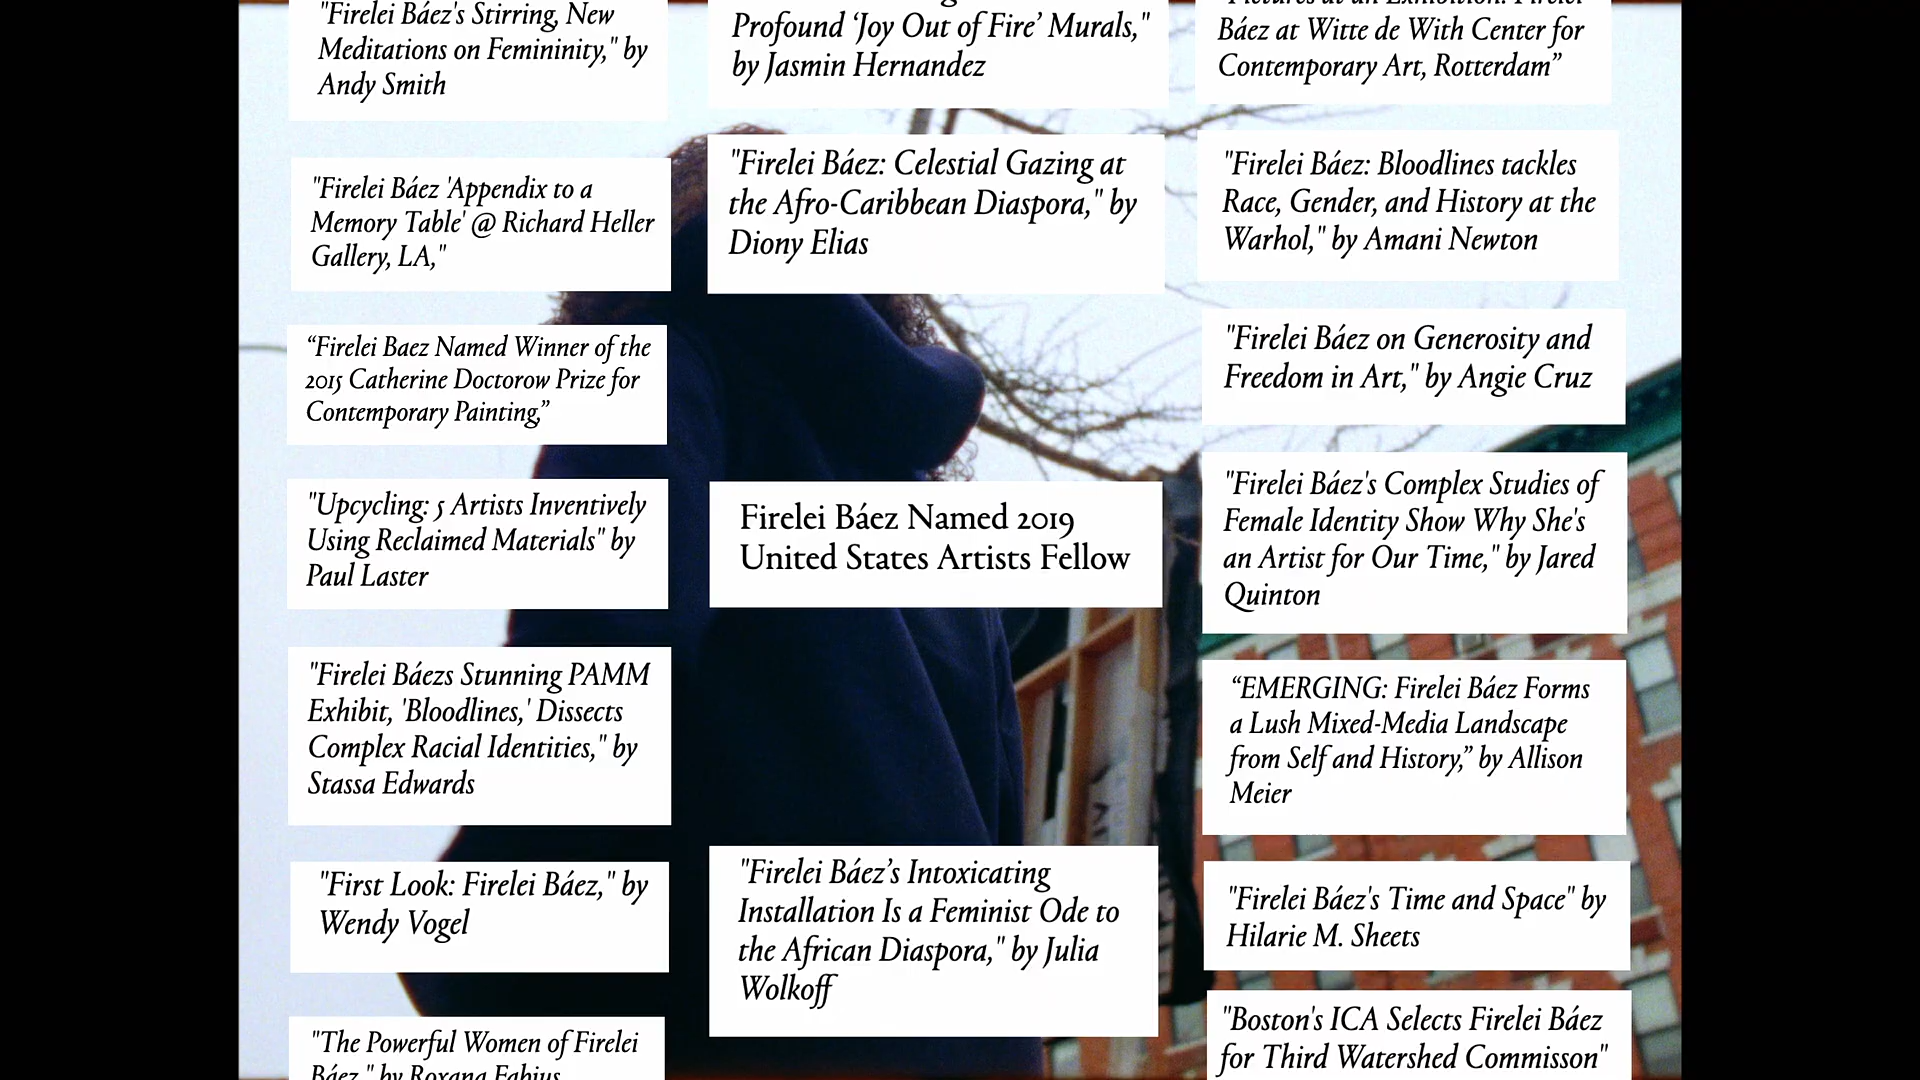 "Firelei Báez's Stirring, New
Meditations on Femininity," by
Andy Smith
"Firelei Báez 'Appendix to a
Memory Table' @ Richard Heller
Gallery, LA,"
“Firelei Baez Named Winner of the
2015 Catherine Doctorow Prize for
Contemporary Painting,”
"Upcycling: 5 Artists Inventively
Using Reclaimed Materials" by
Paul Laster
"Firelei Báezs Stunning PAMM
Exhibit, 'Bloodlines,' Dissects
Complex Racial Identities," by
Stassa Edwards
"First Look: Firelei Báez," by
Wendy Vogel
"The Powerful Women of Firelei
Báez," by Roxana Fabius
Profound ‘Joy Out of Fire’ Murals,"
by Jasmin Hernandez
"Firelei Báez: Celestial Gazing at
the Afro-Caribbean Diaspora," by
Diony Elias
Firelei Báez Named 2019
United States Artists Fellow
"Firelei Báez’s Intoxicating
Installation Is a Feminist Ode to
the African Diaspora," by Julia
Wolkoff
"Pictures at an Exhibition: Firelei
Báez at Witte de With Center for
Contemporary Art, Rotterdam”
"Firelei Báez: Bloodlines tackles
Race, Gender, and History at the
Warhol," by Amani Newton
"Firelei Báez on Generosity and
Freedom in Art," by Angie Cruz
"Firelei Báez's Complex Studies of
Female Identity Show Why She's
an Artist for Our Time," by Jared
Quinton
“EMERGING: Firelei Báez Forms
a Lush Mixed-Media Landscape
from Self and History,” by Allison
Meier
"Firelei Báez's Time and Space" by
Hilarie M. Sheets
"Boston's ICA Selects Firelei Báez
for Third Watershed Commisson"